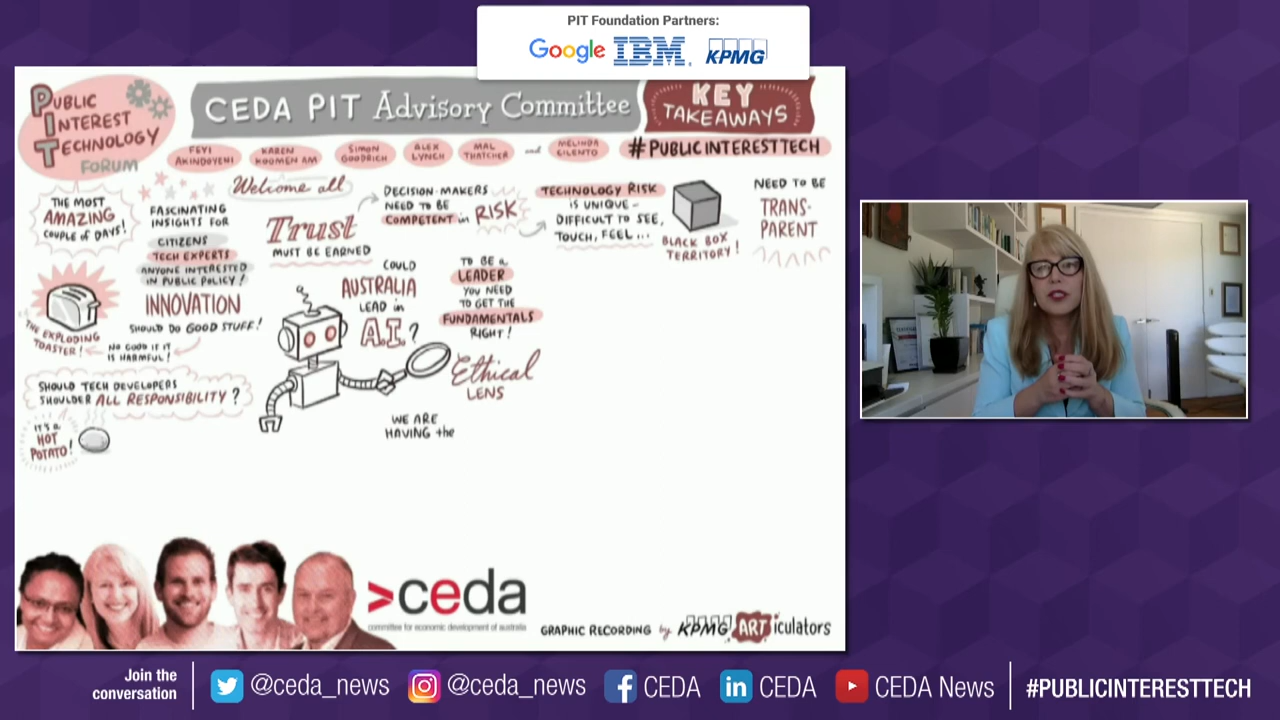 PIT Foundation Partners:
Google IBM KPMG
PUBLIC
INTEREST
TECHNOLOGY
FORUM
CEDA PIT Advisory Committee
KEY
TAKEAWAYS
FEYI
AKINDOYENI
KAREN
KOOMEN AM
SIMON
GOODRICH
ALEX
LYNCH
MAL
THATCHER
and
MELINDA
CILENTO
#PUBLICINTERESTTECH
Welcome all
THE MOST
AMAZING
COUPLE of DAYS!
FASCINATING
INSIGHTS FOR
CITIZENS
TECH EXPERTS
ANYONE INTERESTED
IN PUBLIC POLICY!
Trust
MUST BE EARNED
DECISION-MAKERS
NEED TO BE
COMPETENT in RISK
TECHNOLOGY RISK
IS UNIQUE -
DIFFICULT TO SEE,
TOUCH, FEEL...
BLACK BOX
TERRITORY!
NEED TO BE
TRANS-
PARENT
INNOVATION
SHOULD DO GOOD STUFF!
NO GOOD IF IT
IS HARMFUL!
THE EXPLODING
TOASTER!
COULD
AUSTRALIA
LEAD in
A.I.?
TO BE a
LEADER
YOU NEED
TO GET THE
FUNDAMENTALS
RIGHT!
Ethical
LENS
SHOULD TECH DEVELOPERS
SHOULDER ALL RESPONSIBILITY?
IT'S a
HOT
POTATO!
WE ARE
HAVING the
>ceda
committee for economic development of australia
GRAPHIC RECORDING by KPMG ARTiculators
Join the
conversation
@ceda_news
@ceda_news
CEDA
CEDA
CEDA News
#PUBLICINTERESTTECH